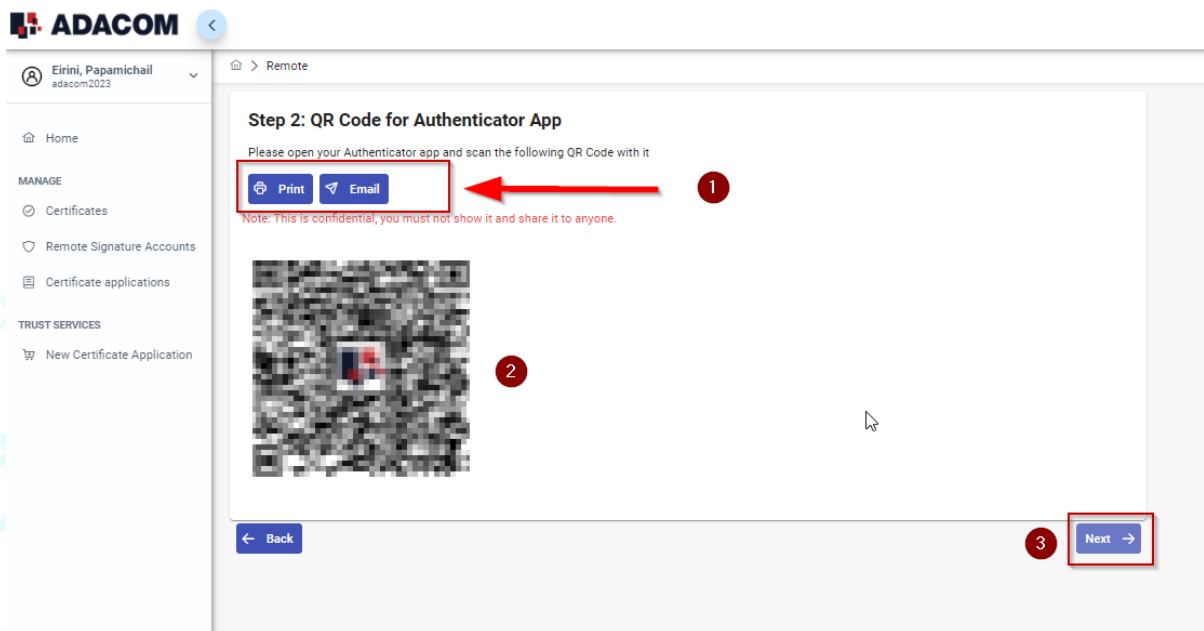 ADACOM
Eirini, Papamichail
adacom2023
Remote
Home
MANAGE
Certificates
Remote Signature Accounts
Certificate applications
TRUST SERVICES
New Certificate Application
Step 2: QR Code for Authenticator App
Please open your Authenticator app and scan the following QR Code with it
Print
Email
1
Note: This is confidential, you must not show it and share it to anyone.
2
Back
3
Next